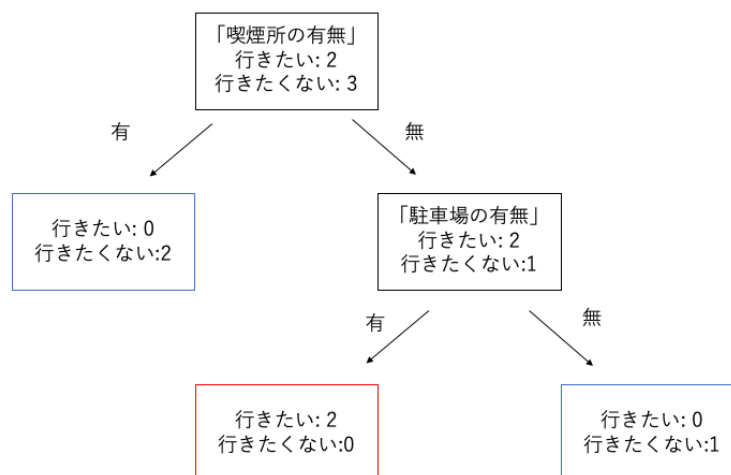 「喫煙所の有無」
行きたい: 2
行きたくない: 3
有
無
行きたい: 0
行きたくない:2
「駐車場の有無」
行きたい: 2
行きたくない:1
有
無
行きたい: 2
行きたくない:0
行きたい: 0
行きたくない:1